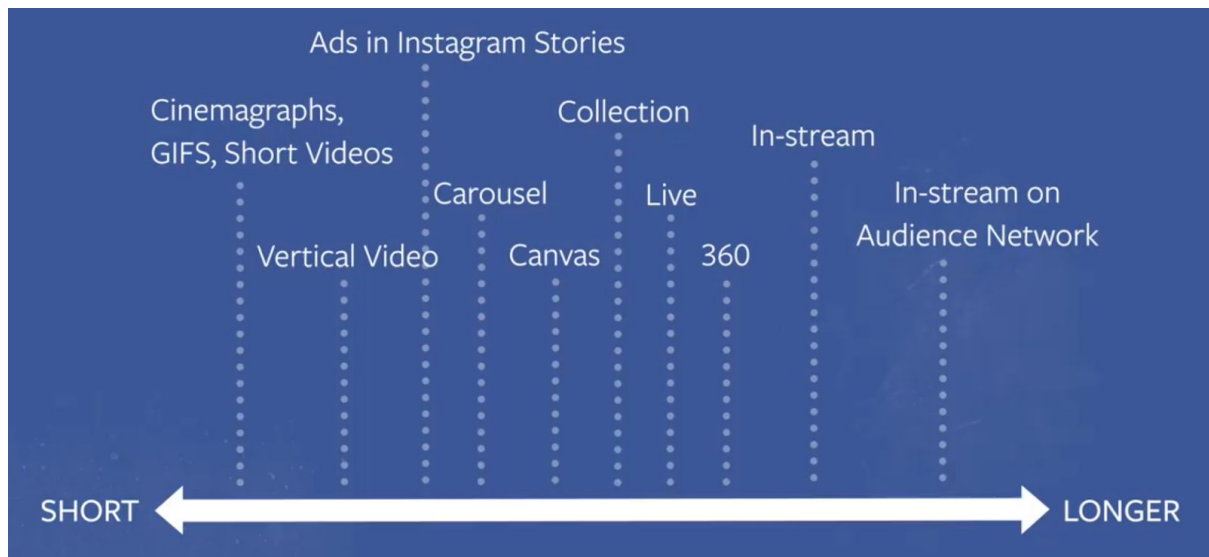 Ads in Instagram Stories
Cinemagraphs,
GIFS, Short Videos
Collection
In-stream
Carousel
Live
In-stream on
Audience Network
Vertical Video
Canvas
360
SHORT
LONGER